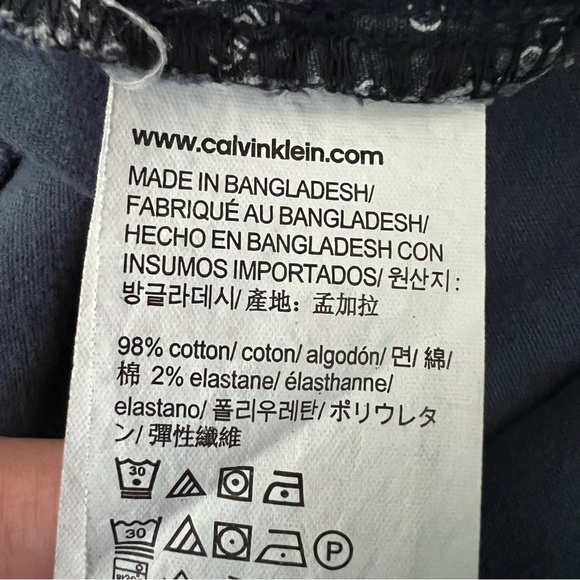 www.calvinklein.com
MADE IN BANGLADESH/
FABRIQUÉ AU BANGLADESH/
HECHO EN BANGLADESH CON
INSUMOS IMPORTADOS/ 원산지:
방글라데시/ 產地: 孟加拉
98% cotton/ coton/ algodón/ 면/ 綿/
棉 2% elastane/ élasthanne/
elastano/ 폴리우레탄/ ポリウレタ
ン/ 彈性纖維
30
30 P